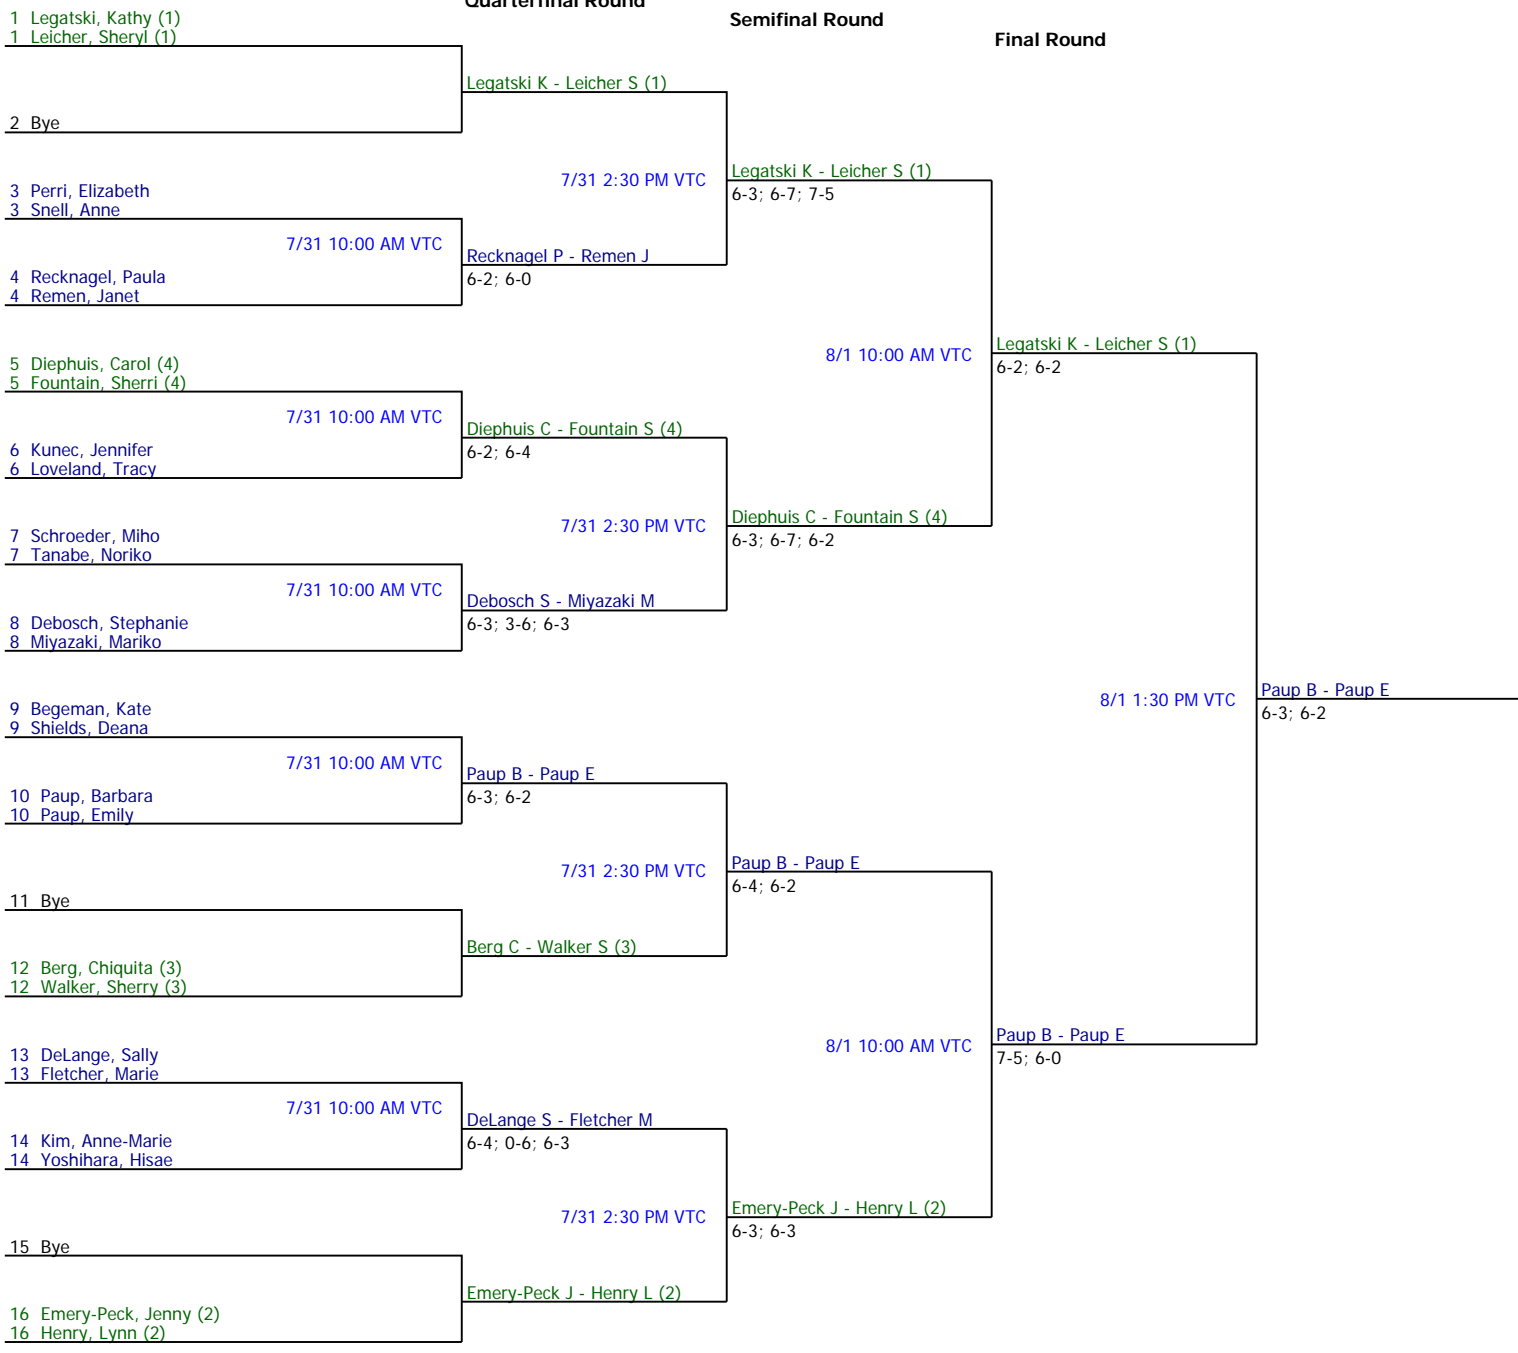 Quarterfinal Round
Semifinal Round
Final Round
1 Legatski, Kathy (1)
1 Leicher, Sheryl (1)
Legatski K - Leicher S (1)
2 Bye
7/31 2:30 PM VTC
Legatski K - Leicher S (1)
6-3; 6-7; 7-5
3 Perri, Elizabeth
3 Snell, Anne
7/31 10:00 AM VTC
Recknagel P - Remen J
6-2; 6-0
4 Recknagel, Paula
4 Remen, Janet
8/1 10:00 AM VTC
Legatski K - Leicher S (1)
6-2; 6-2
5 Diephuis, Carol (4)
5 Fountain, Sherri (4)
7/31 10:00 AM VTC
Diephuis C - Fountain S (4)
6-2; 6-4
6 Kunec, Jennifer
6 Loveland, Tracy
7/31 2:30 PM VTC
Diephuis C - Fountain S (4)
6-3; 6-7; 6-2
7 Schroeder, Miho
7 Tanabe, Noriko
7/31 10:00 AM VTC
Debosch S - Miyazaki M
6-3; 3-6; 6-3
8 Debosch, Stephanie
8 Miyazaki, Mariko
8/1 1:30 PM VTC
Paup B - Paup E
6-3; 6-2
9 Begeman, Kate
9 Shields, Deana
7/31 10:00 AM VTC
Paup B - Paup E
6-3; 6-2
10 Paup, Barbara
10 Paup, Emily
7/31 2:30 PM VTC
Paup B - Paup E
6-4; 6-2
11 Bye
Berg C - Walker S (3)
12 Berg, Chiquita (3)
12 Walker, Sherry (3)
8/1 10:00 AM VTC
Paup B - Paup E
7-5; 6-0
13 DeLange, Sally
13 Fletcher, Marie
7/31 10:00 AM VTC
DeLange S - Fletcher M
6-4; 0-6; 6-3
14 Kim, Anne-Marie
14 Yoshihara, Hisae
7/31 2:30 PM VTC
Emery-Peck J - Henry L (2)
6-3; 6-3
15 Bye
Emery-Peck J - Henry L (2)
16 Emery-Peck, Jenny (2)
16 Henry, Lynn (2)